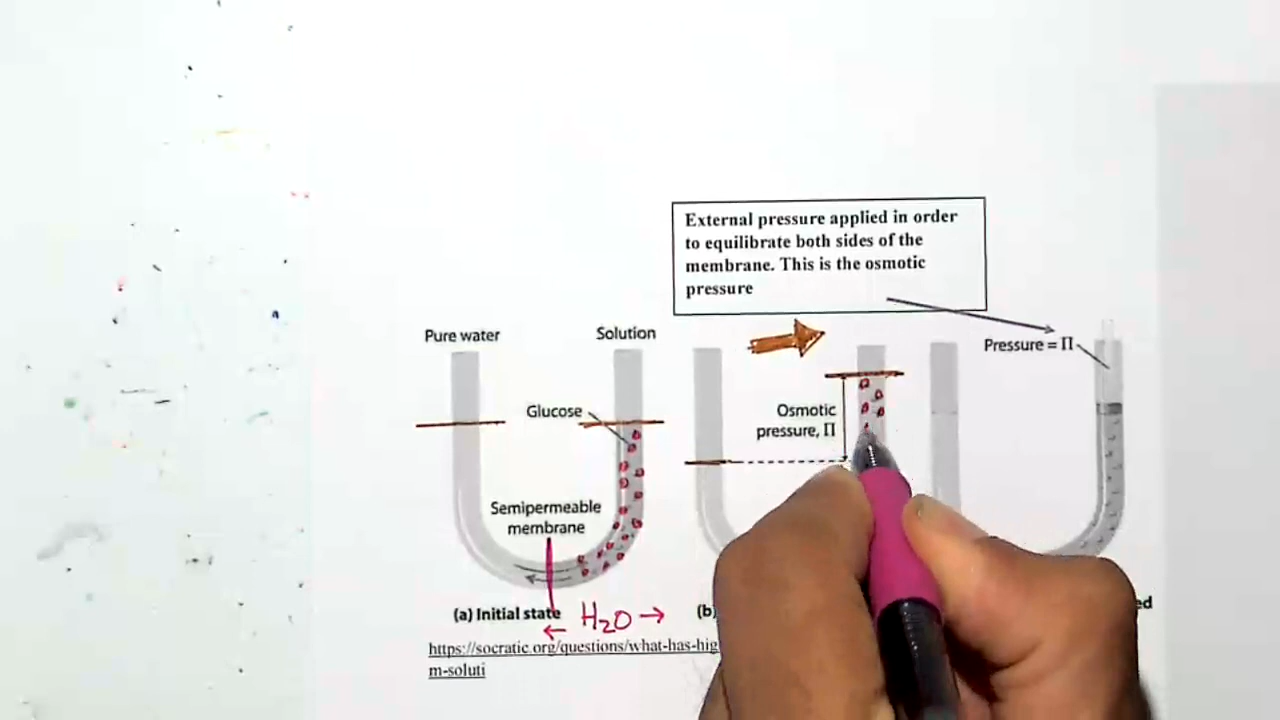 External pressure applied in order
to equilibrate both sides of the
membrane. This is the osmotic
pressure
Pure water
Solution
Pressure = Π
Glucose
Osmotic
pressure, Π
Semipermeable
membrane
(a) Initial state
H₂O
(b)
https://socratic.org/questions/what-has-hig
m-soluti